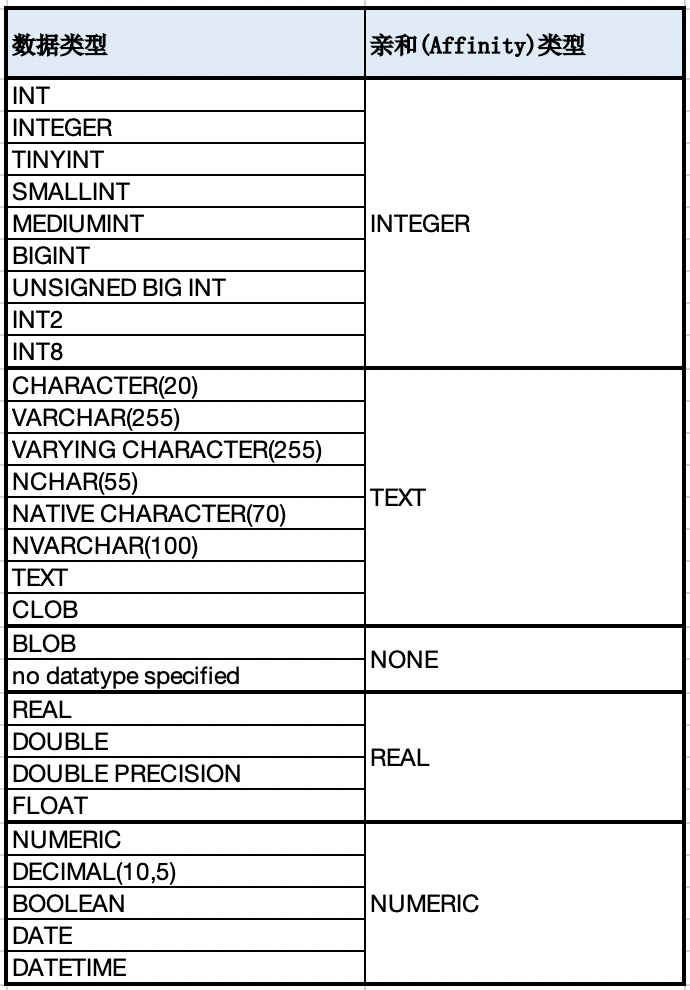 数据类型 亲和(Affinity)类型
INT
INTEGER
TINYINT
SMALLINT
MEDIUMINT INTEGER
BIGINT
UNSIGNED BIG INT
INT2
INT8
CHARACTER(20)
VARCHAR(255)
VARYING CHARACTER(255)
NCHAR(55)
TEXT
NATIVE CHARACTER(70)
NVARCHAR(100)
TEXT
CLOB
BLOB
NONE
no datatype specified
REAL
DOUBLE
REAL
DOUBLE PRECISION
FLOAT
NUMERIC
DECIMAL(10,5)
BOOLEAN NUMERIC
DATE
DATETIME